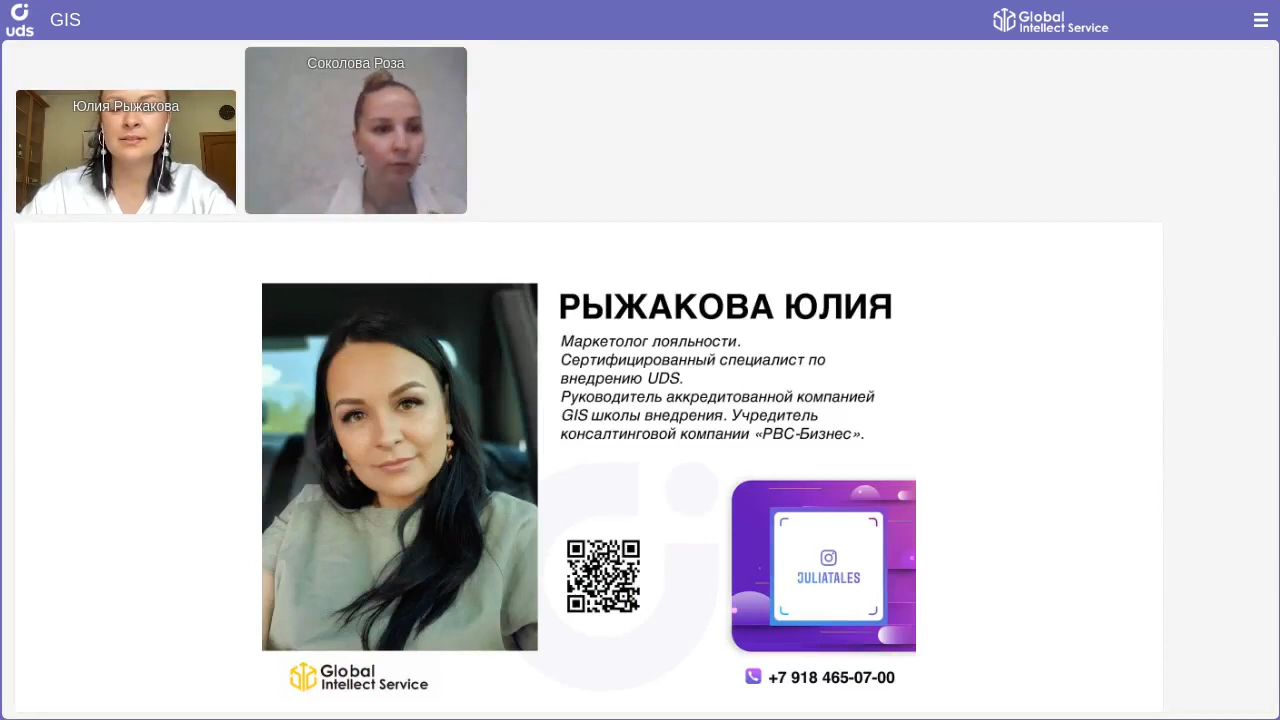 uds
GIS
Global
Intellect Service
Юлия Рыжакова
Соколова Роза
РЫЖАКОВА ЮЛИЯ
Маркетолог лояльности.
Сертифицированный специалист по
внедрению UDS.
Руководитель аккредитованной компанией
GIS школы внедрения. Учредитель
консалтинговой компании «РВС-Бизнес».
JULIATALES
Global
Intellect Service
+7 918 465-07-00